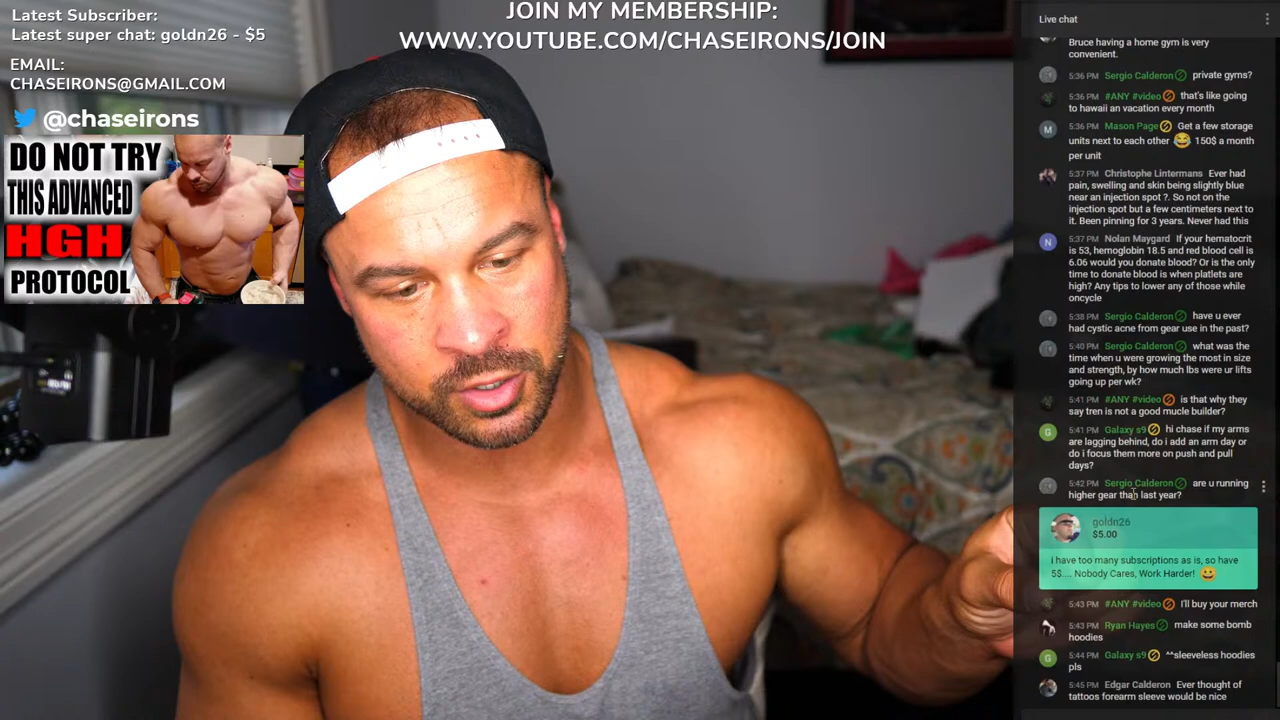 Latest Subscriber:
Latest super chat: goldn26 - $5
EMAIL:
CHASEIRONS@GMAIL.COM
@chaseirons
DO NOT TRY
THIS ADVANCED
HGH
PROTOCOL
JOIN MY MEMBERSHIP:
WWW.YOUTUBE.COM/CHASEIRONS/JOIN
Live chat
Bruce having a home gym is very
convenient.
5:36 PM Sergio Calderon private gyms?
5:36 PM #ANY #video that's like going
to hawaii an vacation every month
M
5:36 PM Mason Page Get a few storage
units next to each other 😂 150$ a month
per unit
5:37 PM Christophe Lintermans Ever had
pain, swelling and skin being slightly blue
near an injection spot ?. So not on the
injection spot but a few centimeters next to
it. Been pinning for 3 years. Never had this
N
5:37 PM Nolan Maygard If your hematocrit
is 53, hemoglobin 18.5 and red blood cell is
6.06 would you donate blood? Or is the only
time to donate blood is when platlets are
high? Any tips to lower any of those while
oncycle
5:38 PM Sergio Calderon have u ever
had cystic acne from gear use in the past?
5:40 PM Sergio Calderon what was the
time when u were growing the most in size
and strength, by how much lbs were ur lifts
going up per wk?
5:41 PM #ANY #video is that why they
say tren is not a good mucle builder?
G
5:41 PM Galaxy s9 hi chase if my arms
are lagging behind, do i add an arm day or
do i focus them more on push and pull
days?
5:42 PM Sergio Calderon are u running
higher gear than last year?
goldn26
$5.00
i have too many subscriptions as is, so have
5$.... Nobody Cares, Work Harder! 😀
5:43 PM #ANY #video I'll buy your merch
5:43 PM Ryan Hayes make some bomb
hoodies
G
5:44 PM Galaxy s9 ^^sleeveless hoodies
pls
5:45 PM Edgar Calderon Ever thought of
tattoos forearm sleeve would be nice